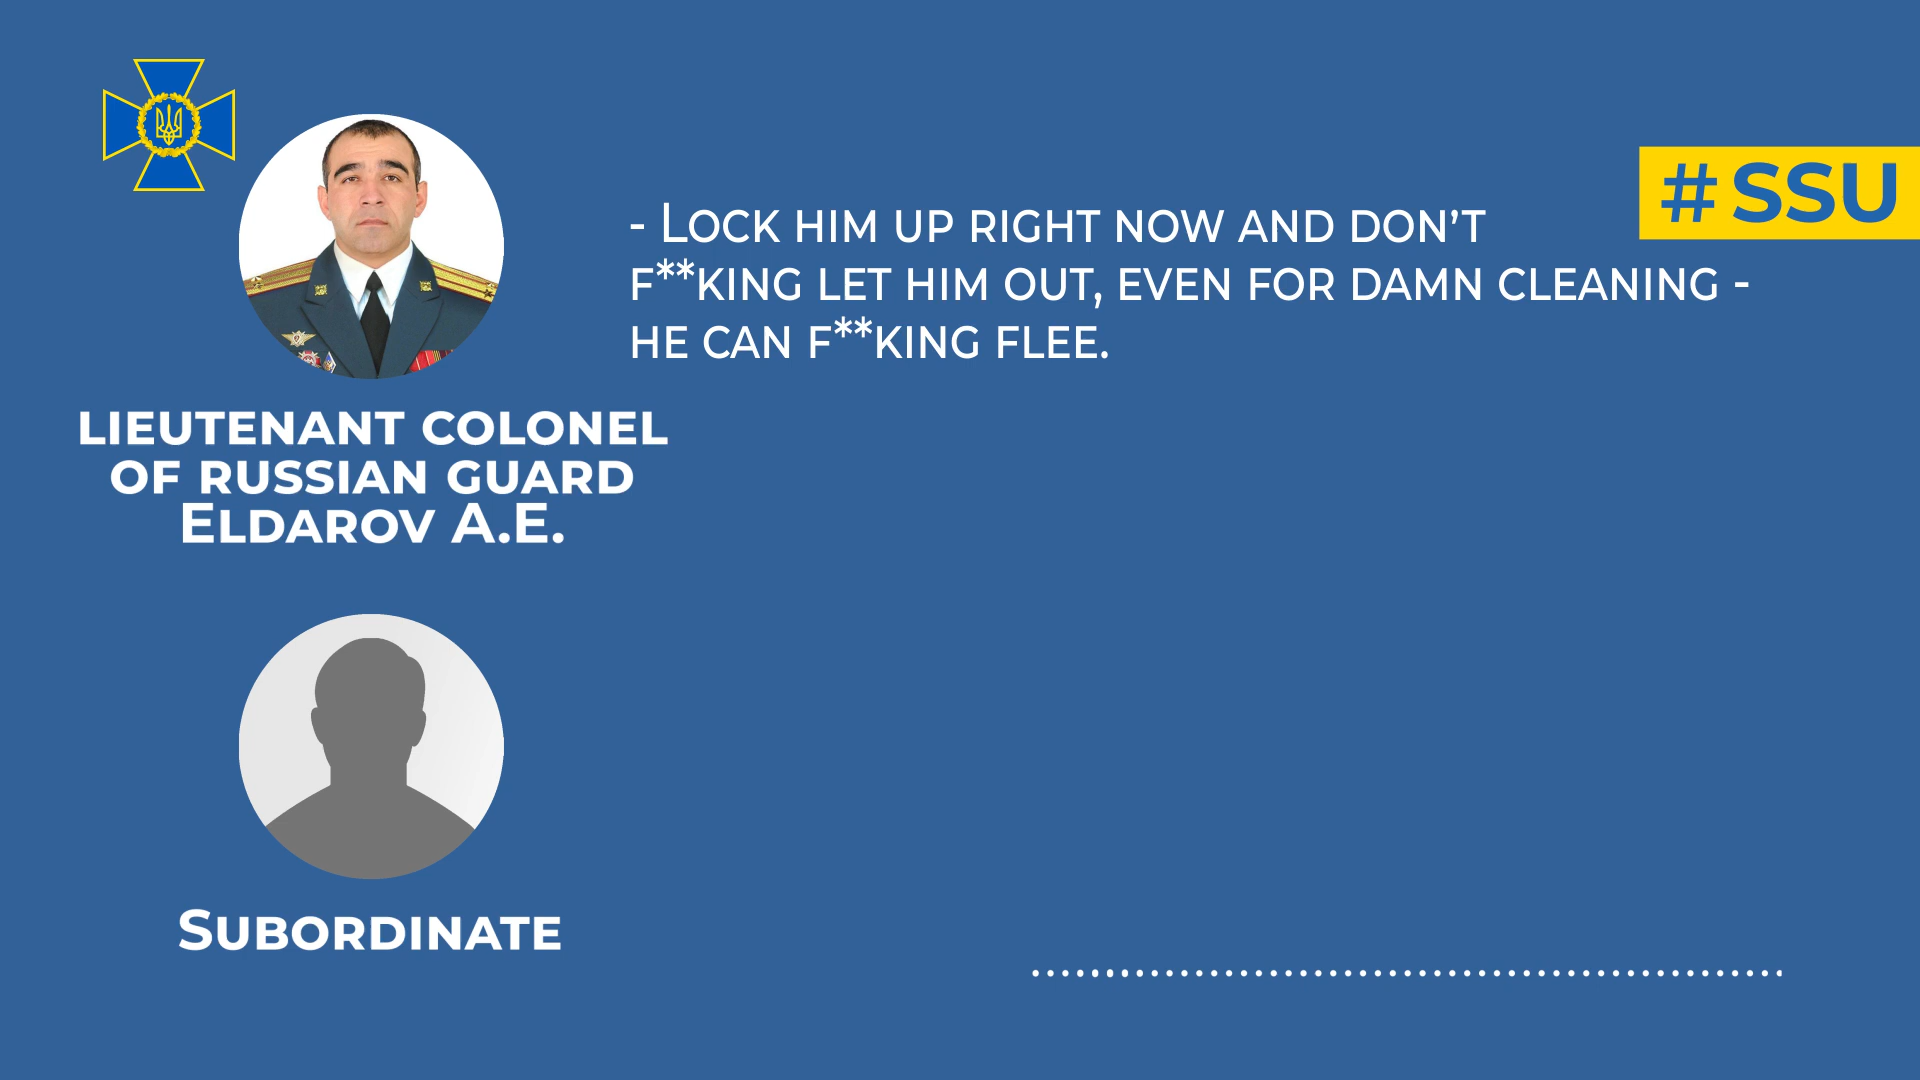 #SSU
- Lock him up right now and don't
f**king let him out, even for damn cleaning -
he can f**king flee.
lieutenant colonel
of russian guard
Eldarov A.E.
Subordinate